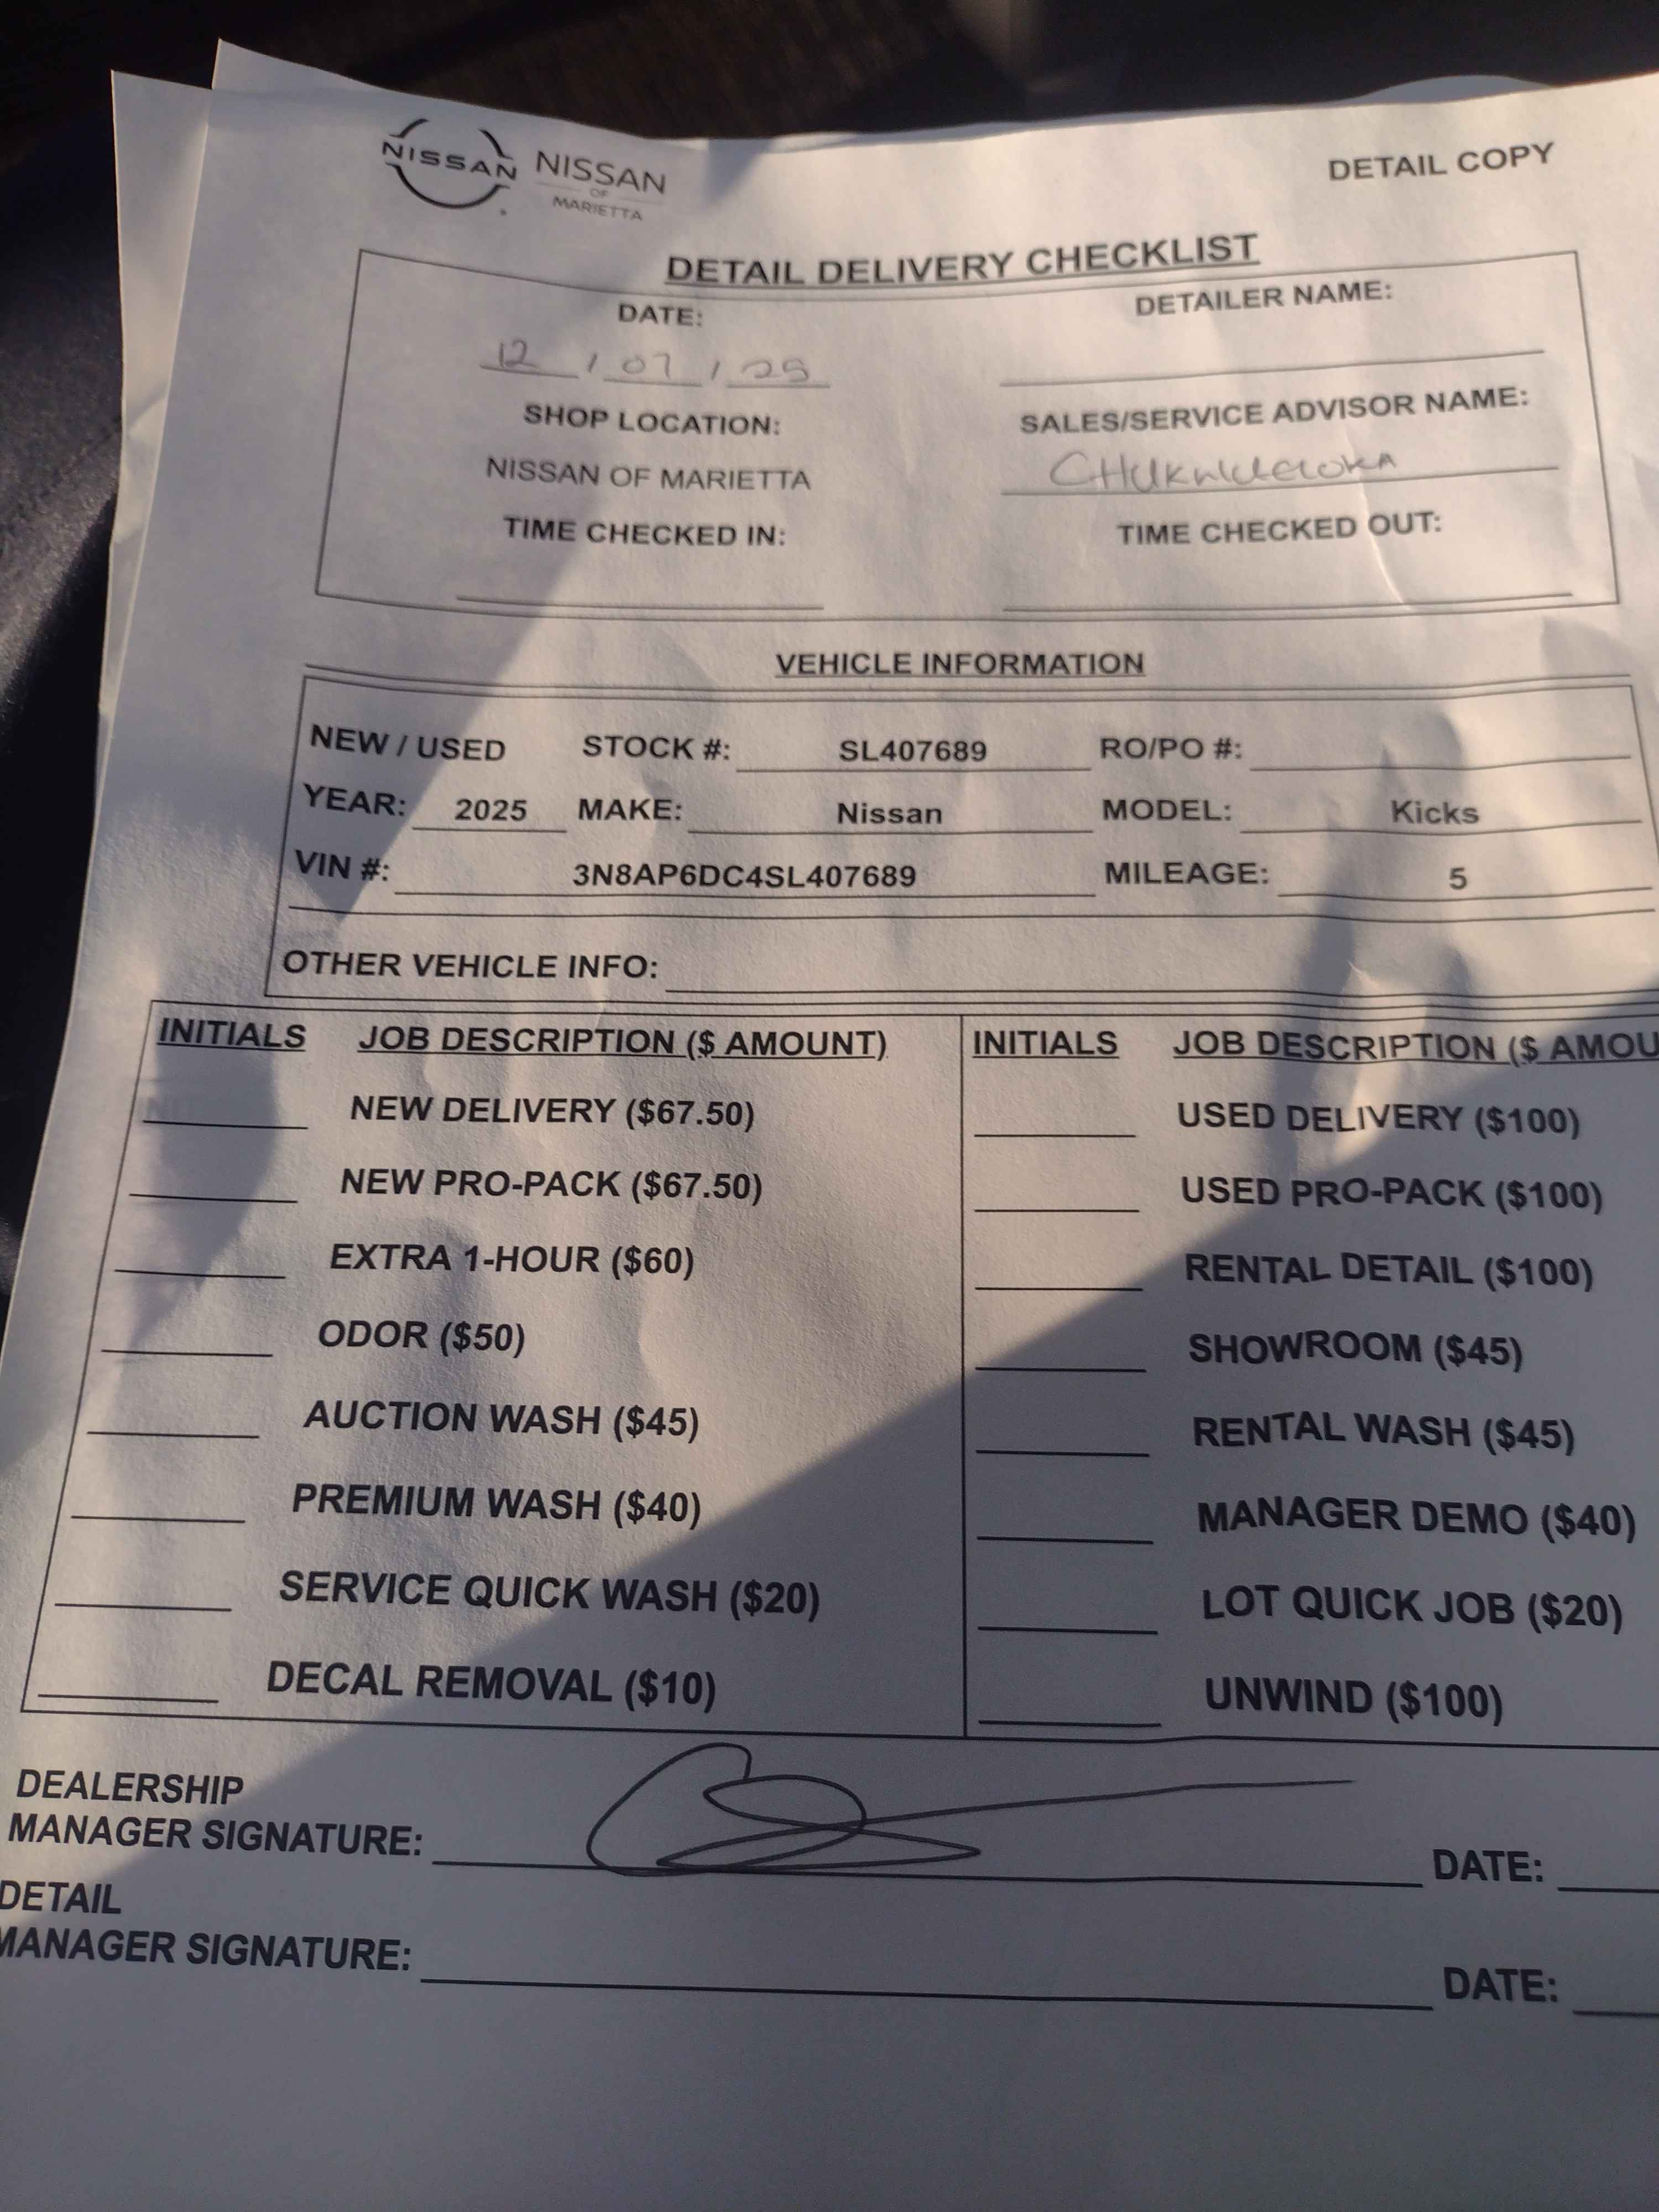 NISSAN NISSAN OF MARIETTA
DETAIL COPY
DETAIL DELIVERY CHECKLIST
DATE: DETAILER NAME:
12 / 07 / 25
SHOP LOCATION: SALES/SERVICE ADVISOR NAME:
NISSAN OF MARIETTA
TIME CHECKED IN: TIME CHECKED OUT:
VEHICLE INFORMATION
NEW / USED STOCK #: SL407689 RO/PO #:
YEAR: 2025 MAKE: Nissan MODEL: Kicks
VIN #: 3N8AP6DC4SL407689 MILEAGE: 5
OTHER VEHICLE INFO:
INITIALS JOB DESCRIPTION ($ AMOUNT) INITIALS JOB DESCRIPTION ($ AMOU
NEW DELIVERY ($67.50) USED DELIVERY ($100)
NEW PRO-PACK ($67.50) USED PRO-PACK ($100)
EXTRA 1-HOUR ($60) RENTAL DETAIL ($100)
ODOR ($50) SHOWROOM ($45)
AUCTION WASH ($45) RENTAL WASH ($45)
PREMIUM WASH ($40) MANAGER DEMO ($40)
SERVICE QUICK WASH ($20) LOT QUICK JOB ($20)
DECAL REMOVAL ($10) UNWIND ($100)
DEALERSHIP
MANAGER SIGNATURE: DATE:
DETAIL
MANAGER SIGNATURE: DATE: